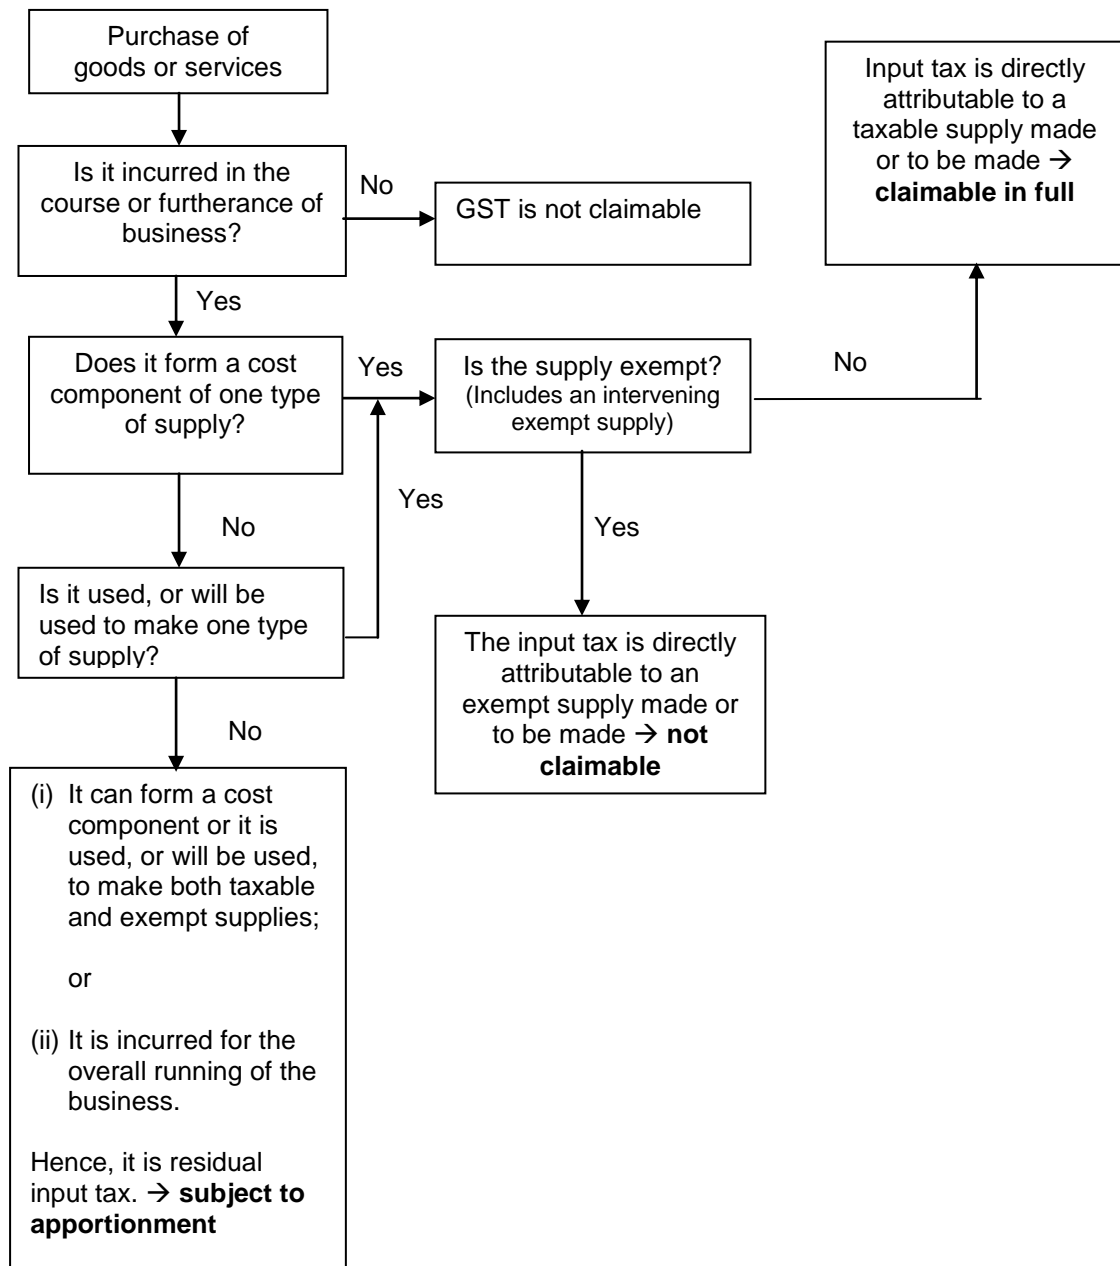 Purchase of
goods or services
Is it incurred in the
course or furtherance of
business?
No
GST is not claimable
Input tax is directly
attributable to a
taxable supply made
or to be made →
claimable in full
Yes
Does it form a cost
component of one type
of supply?
Yes
Is the supply exempt?
(Includes an intervening
exempt supply)
No
Yes
No
Yes
Is it used, or will be
used to make one type
of supply?
The input tax is directly
attributable to an
exempt supply made or
to be made → not
claimable
No
(i) It can form a cost
component or it is
used, or will be used,
to make both taxable
and exempt supplies;
or
(ii) It is incurred for the
overall running of the
business.
Hence, it is residual
input tax. → subject to
apportionment